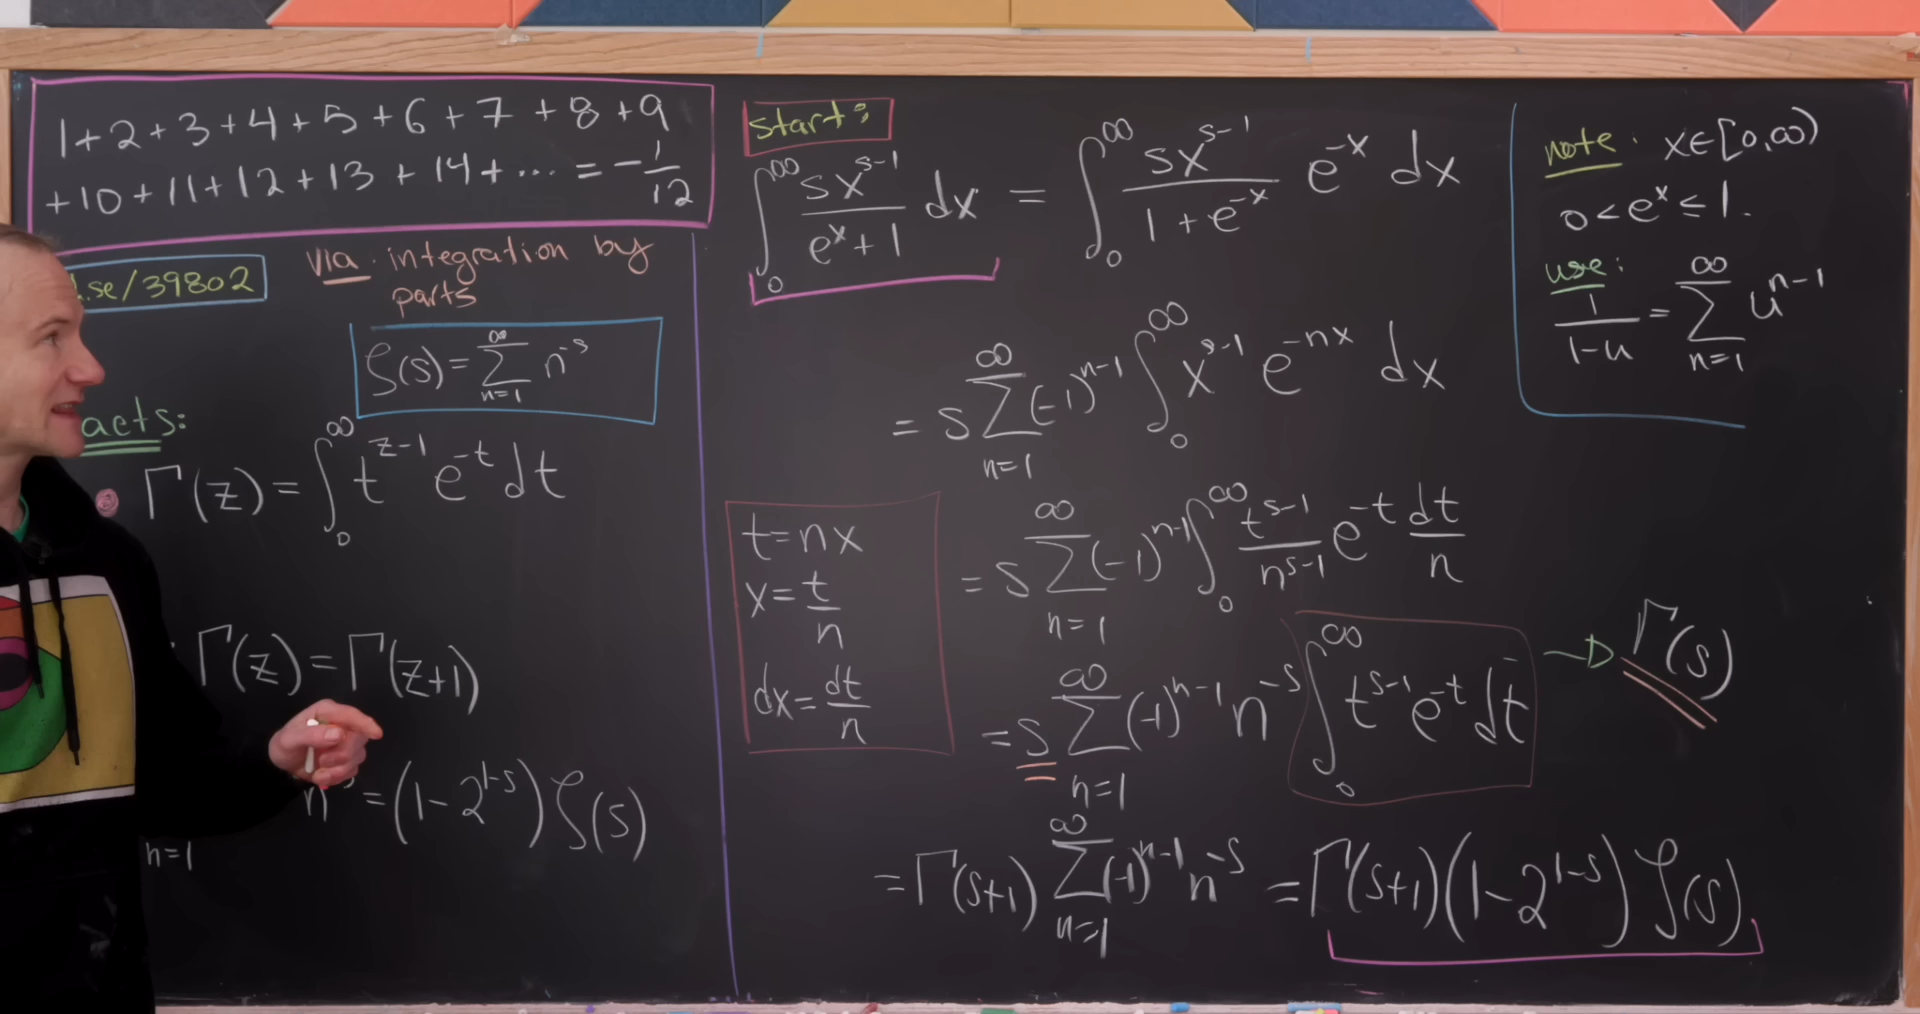 1+2+3+4+5+6+7+8+9
+10+11+12+13+14+⋯ = -1/12
.se/39802
via integration by
parts
ζ(s) = ∑_{n=1}^{∞} n^{-s}
acts:
Γ(z) = ∫_0^∞ t^{z-1} e^{-t} dt
Γ(z) = Γ(z+1)
n = (1-2^{1-s}) ζ(s)
n=1
start:
∫_0^∞ sx^{s-1}/(e^x+1) dx = ∫_0^∞ sx^{s-1}/(1+e^{-x}) e^{-x} dx
= s ∑_{n=1}^{∞} (-1)^{n-1} ∫_0^∞ x^{s-1} e^{-nx} dx
t=nx
x=t/n
dx=dt/n
= s ∑_{n=1}^{∞} (-1)^{n-1} ∫_0^∞ t^{s-1}/n^{s-1} e^{-t} dt/n
= s ∑_{n=1}^{∞} (-1)^{n-1} n^{-s} ∫_0^∞ t^{s-1} e^{-t} dt → Γ(s)
= Γ(s+1) ∑_{n=1}^{∞} (-1)^{n-1} n^{-s} = Γ(s+1)(1-2^{1-s}) ζ(s)
note: x∈[0,∞)
0<e^x≤1.
use:
1/(1-u) = ∑_{n=1}^{∞} u^{n-1}